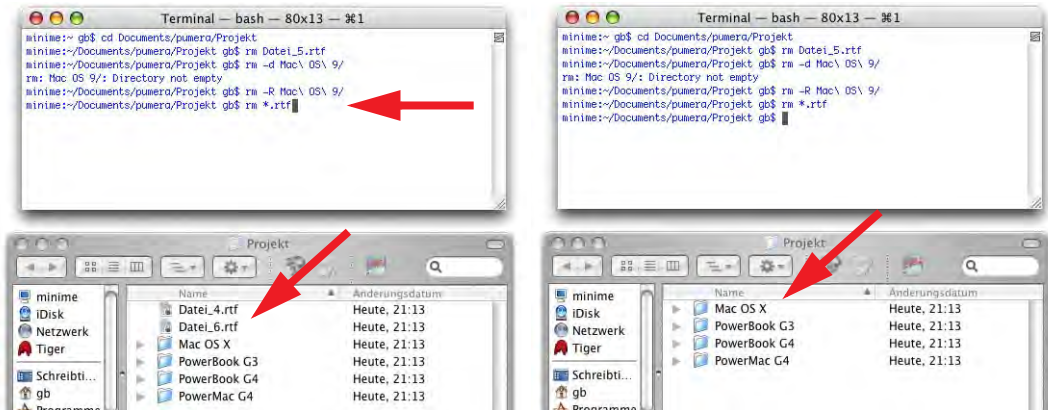 Terminal — bash — 80x13 — ⌘1
minime:~ gb$ cd Documents/pumera/Projekt
minime:~/Documents/pumera/Projekt gb$ rm Datei_5.rtf
minime:~/Documents/pumera/Projekt gb$ rm -d Mac\ OS\ 9/
rm: Mac OS 9/: Directory not empty
minime:~/Documents/pumera/Projekt gb$ rm -R Mac\ OS\ 9/
minime:~/Documents/pumera/Projekt gb$ rm *.rtf
Projekt
Name Änderungsdatum
minime
iDisk
Netzwerk
Tiger
Schreibti...
gb
Programme
Datei_4.rtf Heute, 21:13
Datei_6.rtf Heute, 21:13
Mac OS X Heute, 21:13
PowerBook G3 Heute, 21:13
PowerBook G4 Heute, 21:13
PowerMac G4 Heute, 21:13
Terminal — bash — 80x13 — ⌘1
minime:~ gb$ cd Documents/pumera/Projekt
minime:~/Documents/pumera/Projekt gb$ rm Datei_5.rtf
minime:~/Documents/pumera/Projekt gb$ rm -d Mac\ OS\ 9/
rm: Mac OS 9/: Directory not empty
minime:~/Documents/pumera/Projekt gb$ rm -R Mac\ OS\ 9/
minime:~/Documents/pumera/Projekt gb$ rm *.rtf
minime:~/Documents/pumera/Projekt gb$
Projekt
Name Änderungsdatum
minime
iDisk
Netzwerk
Tiger
Schreibti...
gb
Programme
Mac OS X Heute, 21:13
PowerBook G3 Heute, 21:13
PowerBook G4 Heute, 21:13
PowerMac G4 Heute, 21:13